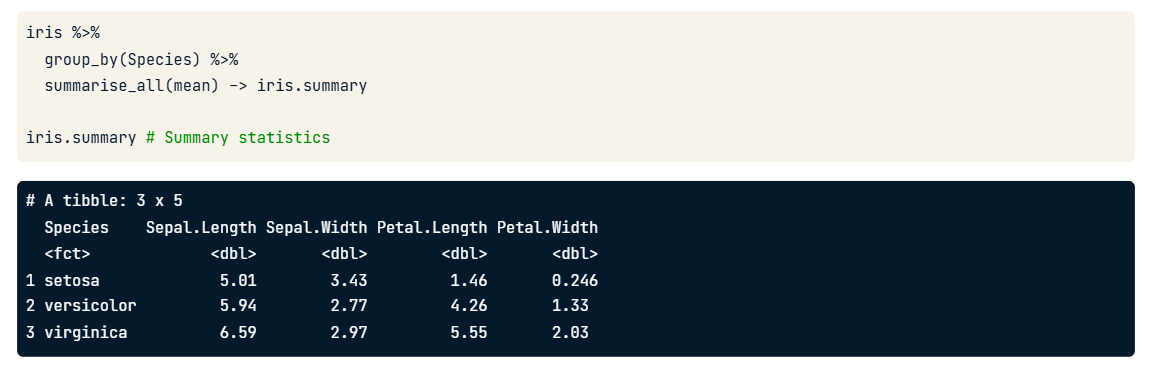 iris %>%
  group_by(Species) %>%
  summarise_all(mean) -> iris.summary
iris.summary # Summary statistics
# A tibble: 3 x 5
  Species    Sepal.Length Sepal.Width Petal.Length Petal.Width
  <fct>             <dbl>       <dbl>        <dbl>       <dbl>
1 setosa             5.01        3.43         1.46       0.246
2 versicolor         5.94        2.77         4.26       1.33
3 virginica          6.59        2.97         5.55       2.03